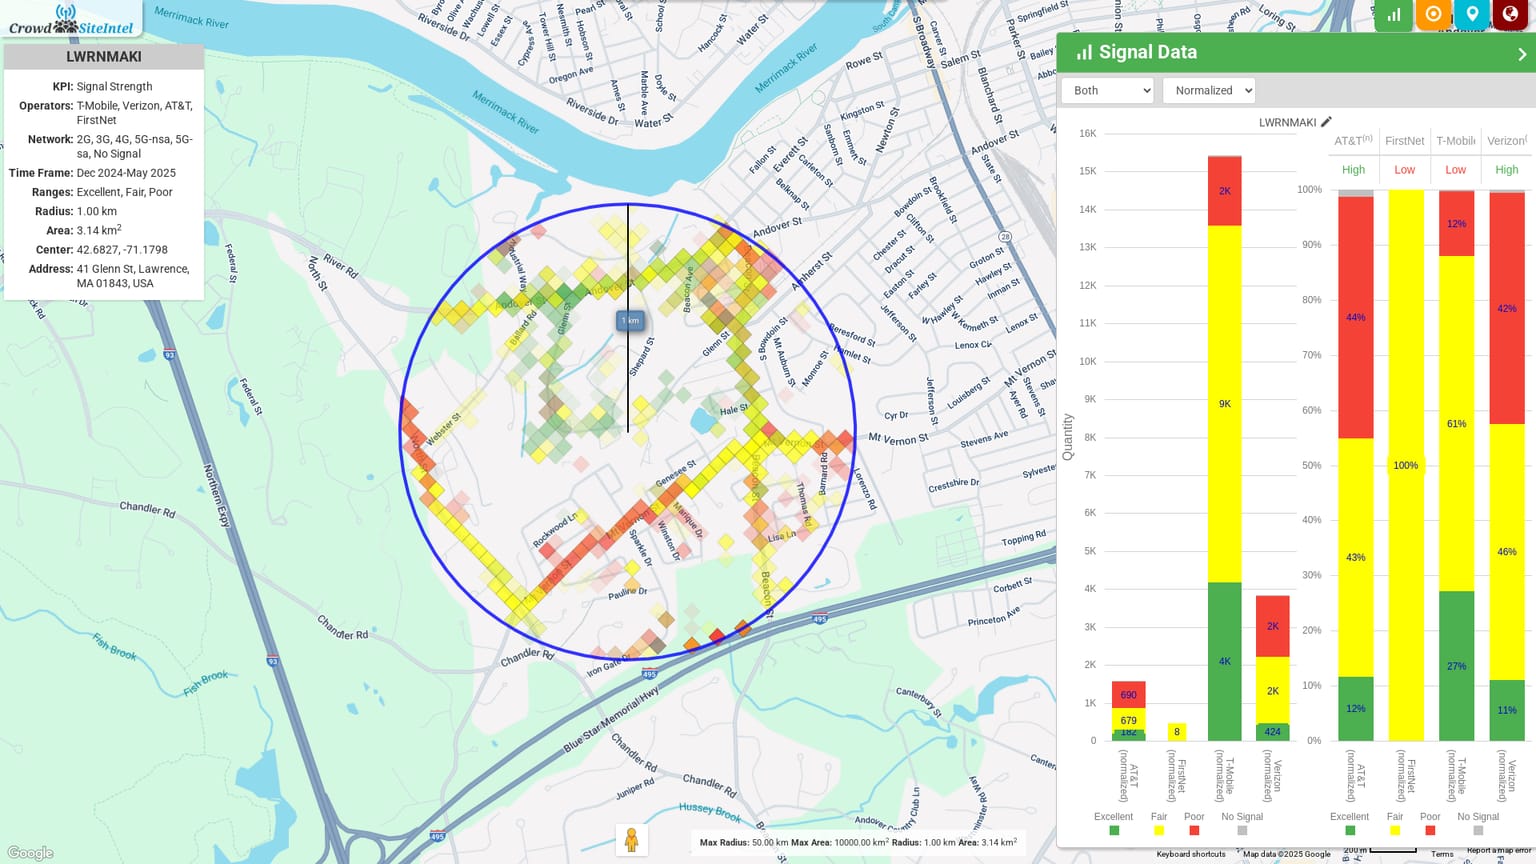 Crowd SiteIntel
LWRNMAKI
KPI: Signal Strength
Operators: T-Mobile, Verizon, AT&T,
FirstNet
Network: 2G, 3G, 4G, 5G-nsa, 5G-
sa, No Signal
Time Frame: Dec 2024-May 2025
Ranges: Excellent, Fair, Poor
Radius: 1.00 km
Area: 3.14 km²
Center: 42.6827, -71.1798
Address: 41 Glenn St, Lawrence,
MA 01843, USA
Merrimack River
Riverside Dr
Lowell St
Essex St
Cypress Ave
Tower Hill St
Nesmith St
Hobson St
Pearl St
School St
Hancock St
Water St
Oregon Ave
Ames St
Marble Ave
Doyle St
Riverside Dr
Water St
Merrimack River
Merrimack River
S Broadway
Carver St
Salem St
Rowe St
Parker St
Springfield St
Bailey St
Blanchard St
Kingston St
Newton St
Emmett St
Sanborn St
Everett St
Carleton St
Fallon St
Belknap St
Andover St
State St
Brookfield St
Bowdoin St
Clifton St
Chester St
Dracut St
Easton St
Farley St
Hawley St
Inman St
28
Andover St
Amherst St
Jefferson St
W Hawley St
W Kenneth St
Lenox St
Lenox Cir
Beresford St
Hamlet St
S Bowdoin St
Mt Auburn St
Monroe St
Mt Vernon St
Stevens St
Ayer Rd
Louisberg St
Jefferson St
Cyr Dr
Mt Vernon St
Stevens Ave
Sylvester
Crestshire Dr
Lorenzo Rd
Barnard Rd
Thomas Rd
Lisa Ln
Topping Rd
Corbett St
Princeton Ave
River Rd
North St
Federal St
Federal St
93
Northern Expy
Chandler Rd
Chandler Rd
Fish Brook
Fish Brook
93
Andover St
Andover St
Ballard Rd
Glenn St
Beacon Ave
Glenn St
1 km
Shepard St
Hale St
Webster St
Genesee St
Rockwood Ln
Marique Dr
Winston Dr
Sparkle Dr
Pauline Dr
Beacon St
Beacon St
Iron Gate Dr
Chandler Rd
495
495
495
Blue Star Memorial Hwy
Chandler Rd
Chandler Rd
Juniper Rd
Hussey Brook
Canterbury St
Andover Country Club Ln
Google
Max Radius: 50.00 km Max Area: 10000.00 km² Radius: 1.00 km Area: 3.14 km²
Loring St
Signal Data
Both
Normalized
LWRNMAKI
Quantity
16K
15K
14K
13K
12K
11K
10K
9K
8K
7K
6K
5K
4K
3K
2K
1K
0
690
679
182
8
2K
9K
4K
2K
2K
424
AT&T (normalized)
FirstNet (normalized)
T-Mobile (normalized)
Verizon (normalized)
Excellent Fair Poor No Signal
AT&T(n) FirstNet T-Mobile Verizon(
High Low Low High
100%
90%
80%
70%
60%
50%
40%
30%
20%
10%
0%
44%
43%
12%
100%
12%
61%
27%
42%
46%
11%
AT&T (normalized)
FirstNet (normalized)
T-Mobile (normalized)
Verizon (normalized)
Excellent Fair Poor No Signal
Keyboard shortcuts Map data ©2025 Google 200 m Terms Report a map error